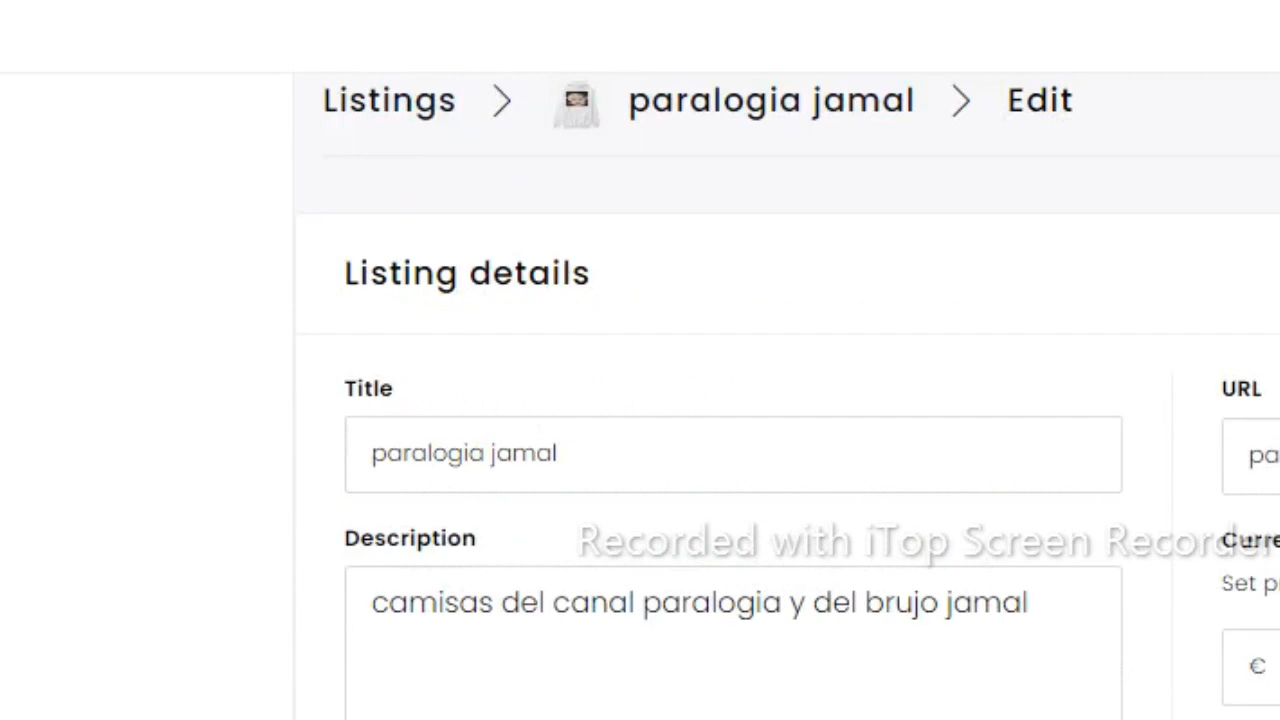 Listings > paralogia jamal > Edit
Listing details
Title
URL
paralogia jamal
pa
Description
Recorded with iTop Screen Recorder
Curre
camisas del canal paralogia y del brujo jamal
Set p
€